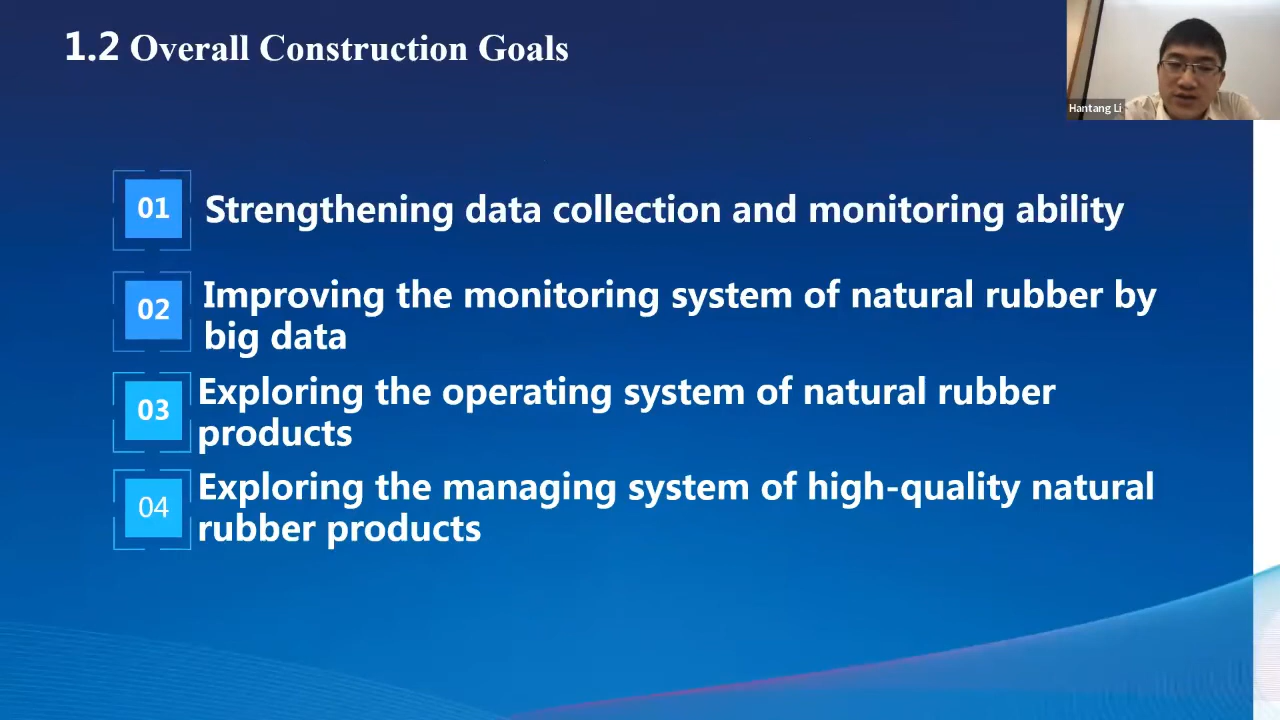 1.2 Overall Construction Goals
Hantang Li
01
Strengthening data collection and monitoring ability
02
Improving the monitoring system of natural rubber by
big data
03
Exploring the operating system of natural rubber
products
04
Exploring the managing system of high-quality natural
rubber products